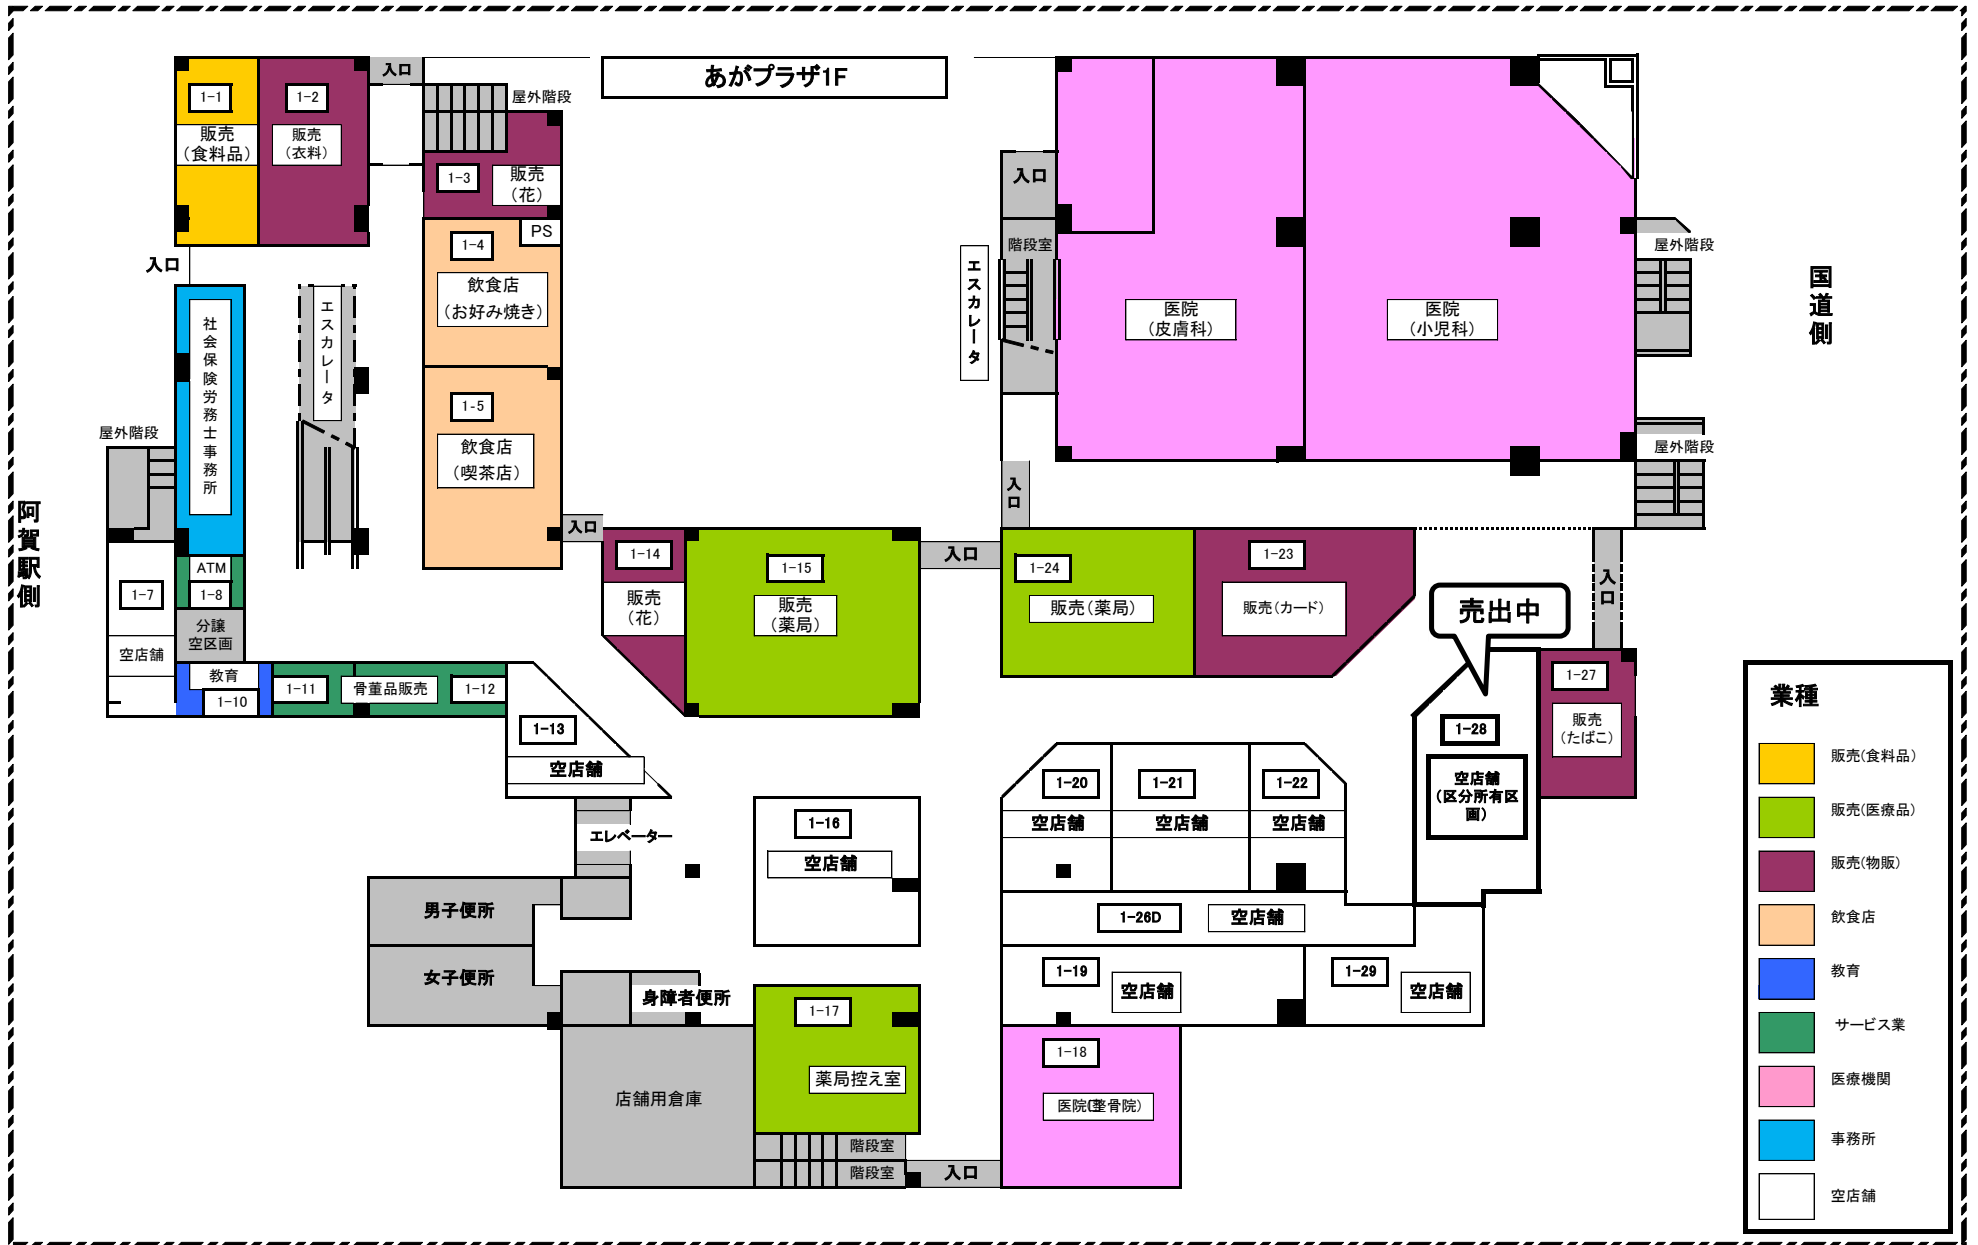 あがプラザ1F
入口
屋外階段
1-1
販売
（食料品）
1-2
販売
（衣料）
1-3
販売
（花）
PS
1-4
飲食店
（お好み焼き）
1-5
飲食店
（喫茶店）
入口
社会保険労務士事務所
エスカレータ
屋外階段
阿賀駅側
1-7
空店舗
ATM
1-8
分譲
空区画
教育
1-10
1-11
骨董品販売
1-12
1-13
空店舗
エレベーター
男子便所
女子便所
身障者便所
店舗用倉庫
入口
1-14
販売
（花）
1-15
販売
（薬局）
入口
1-16
空店舗
1-17
薬局控え室
階段室
階段室
入口
入口
階段室
エスカレータ
入口
医院
（皮膚科）
医院
（小児科）
屋外階段
屋外階段
国道側
1-24
販売（薬局）
1-23
販売（カード）
入口
売出中
1-27
販売
（たばこ）
1-28
空店舗
（区分所有区
画）
1-20
空店舗
1-21
空店舗
1-22
空店舗
1-26D
空店舗
1-19
空店舗
1-29
空店舗
1-18
医院（整骨院）
業種
販売(食料品)
販売(医療品)
販売(物販)
飲食店
教育
サービス業
医療機関
事務所
空店舗